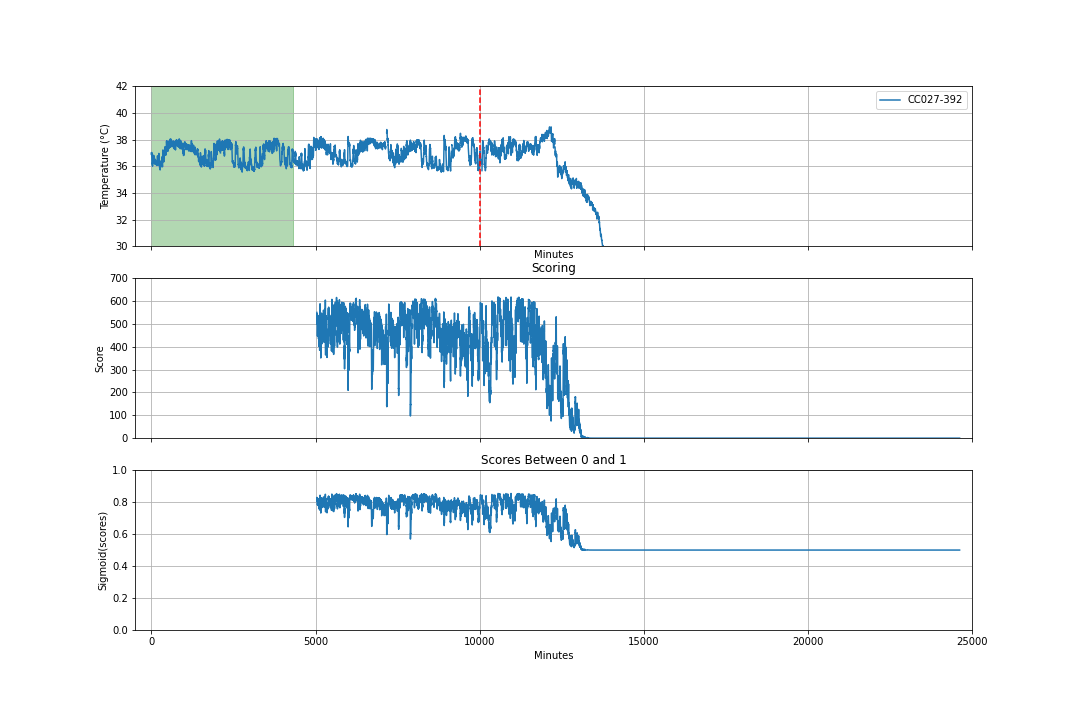 42
40
38
36
34
32
30
Temperature (°C)
CC027-392
Minutes
Scoring
700
600
500
400
300
200
100
0
Score
Scores Between 0 and 1
1.0
0.8
0.6
0.4
0.2
0.0
Sigmoid(scores)
0 5000 10000 15000 20000 25000
Minutes